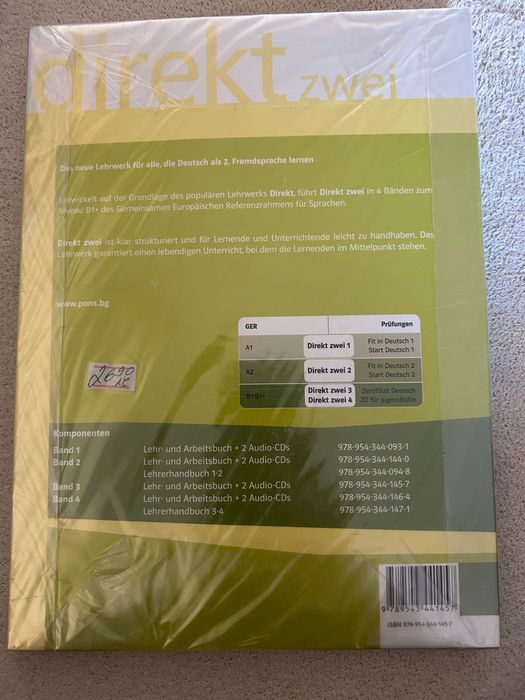 direkt zwei
Das neue Lehrwerk für alle, die Deutsch als 2. Fremdsprache lernen
Entwickelt auf der Grundlage des populären Lehrwerks Direkt, führt Direkt zwei in 4 Bänden zum
Niveau B1+ des Gemeinsamen Europäischen Referenzrahmens für Sprachen.
Direkt zwei ist klar strukturiert und für Lernende und Unterrichtende leicht zu handhaben. Das
Lehrwerk garantiert einen lebendigen Unterricht, bei dem die Lernenden im Mittelpunkt stehen.
www.pons.bg
GER Prüfungen
A1 Direkt zwei 1 Fit in Deutsch 1
Start Deutsch 1
A2 Direkt zwei 2 Fit in Deutsch 2
Start Deutsch 2
B1-B1+ Direkt zwei 3 Zertifikat Deutsch
Direkt zwei 4 ZD für Jugendliche
26.90
Komponenten
Band 1 Lehr- und Arbeitsbuch + 2 Audio-CDs 978-954-344-093-1
Band 2 Lehr- und Arbeitsbuch + 2 Audio-CDs 978-954-344-144-0
Lehrerhandbuch 1-2 978-954-344-094-8
Band 3 Lehr- und Arbeitsbuch + 2 Audio-CDs 978-954-344-145-7
Band 4 Lehr- und Arbeitsbuch + 2 Audio-CDs 978-954-344-146-4
Lehrerhandbuch 3-4 978-954-344-147-1
9 789543 441457
ISBN 978-954-344-145-7